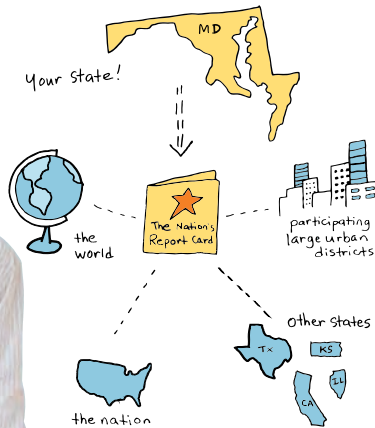 MD
Your state!
The Nation's
Report Card
the
world
participating
large urban
districts
Other states
TX
KS
IL
CA
the nation